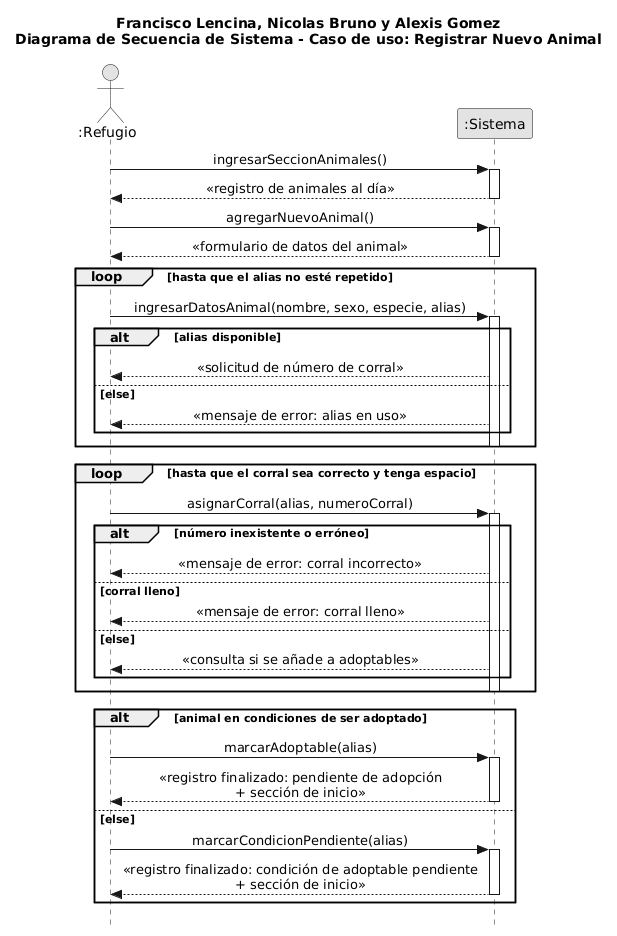 Francisco Lencina, Nicolas Bruno y Alexis Gomez
Diagrama de Secuencia de Sistema - Caso de uso: Registrar Nuevo Animal
:Refugio
:Sistema
ingresarSeccionAnimales()
«registro de animales al día»
agregarNuevoAnimal()
«formulario de datos del animal»
loop [hasta que el alias no esté repetido]
ingresarDatosAnimal(nombre, sexo, especie, alias)
alt [alias disponible]
«solicitud de número de corral»
[else]
«mensaje de error: alias en uso»
loop [hasta que el corral sea correcto y tenga espacio]
asignarCorral(alias, numeroCorral)
alt [número inexistente o erróneo]
«mensaje de error: corral incorrecto»
[corral lleno]
«mensaje de error: corral lleno»
[else]
«consulta si se añade a adoptables»
alt [animal en condiciones de ser adoptado]
marcarAdoptable(alias)
«registro finalizado: pendiente de adopción
+ sección de inicio»
[else]
marcarCondicionPendiente(alias)
«registro finalizado: condición de adoptable pendiente
+ sección de inicio»